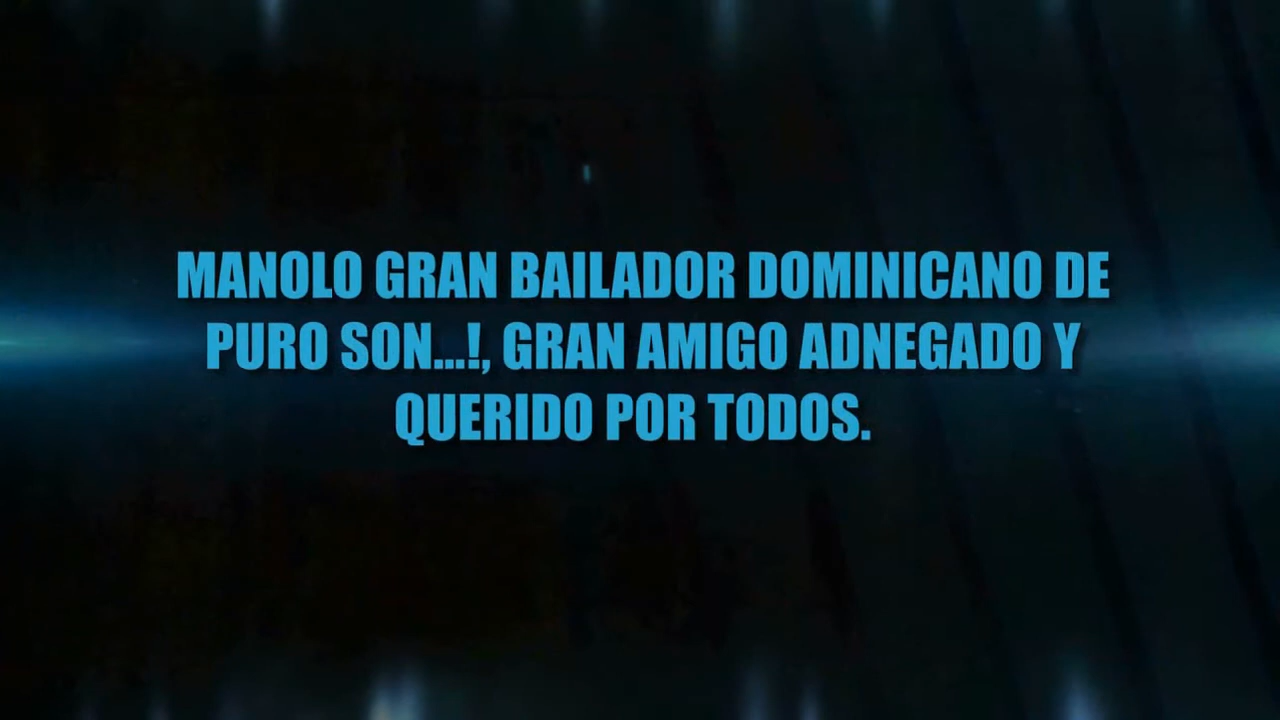 MANOLO GRAN BAILADOR DOMINICANO DE
PURO SON...!, GRAN AMIGO ADNEGADO Y
QUERIDO POR TODOS.